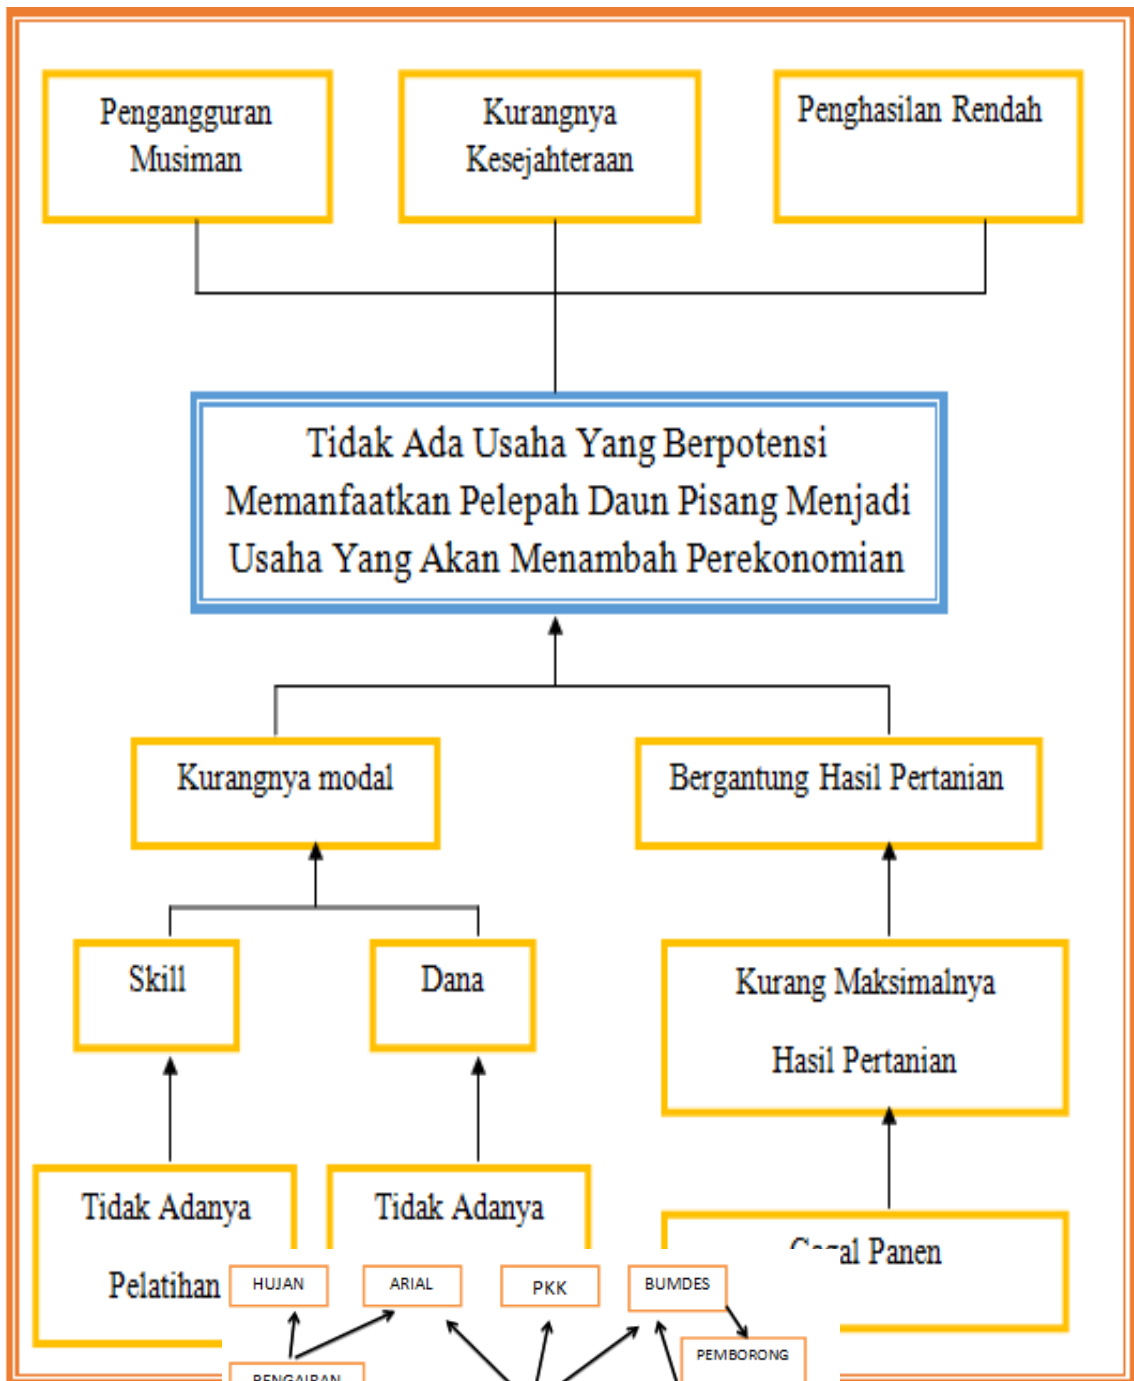 Pengangguran
Musiman
Kurangnya
Kesejahteraan
Penghasilan Rendah
Tidak Ada Usaha Yang Berpotensi
Memanfaatkan Pelepah Daun Pisang Menjadi
Usaha Yang Akan Menambah Perekonomian
Kurangnya modal
Bergantung Hasil Pertanian
Skill
Dana
Kurang Maksimalnya
Hasil Pertanian
Tidak Adanya
Pelatihan
Tidak Adanya
Gagal Panen
HUJAN
ARIAL
PKK
BUMDES
PEMBORONG
PENGAIRAN